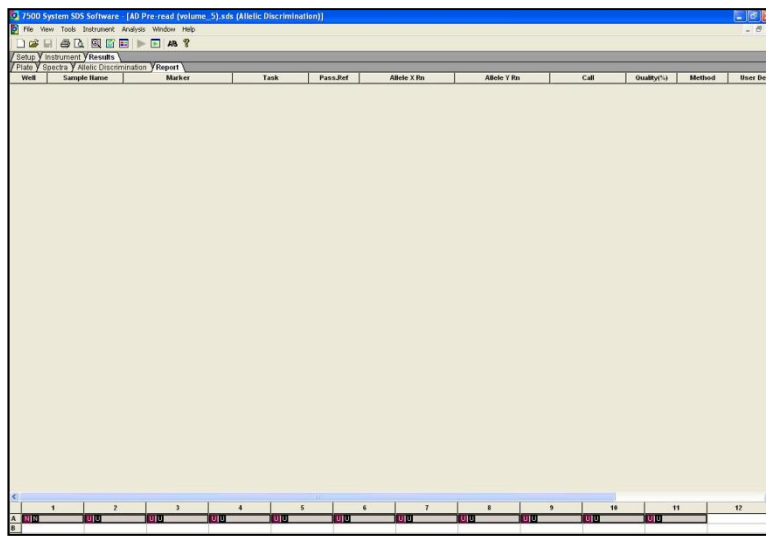 7500 System SDS Software - [AD Pre-read (volume_5).sds (Allelic Discrimination)]
File View Tools Instrument Analysis Window Help
AB ?
Setup Instrument Results
Plate Spectra Allelic Discrimination Report
Well Sample Name Marker Task Pass.Ref Allele X Rn Allele Y Rn Call Quality(%) Method User De
1 2 3 4 5 6 7 8 9 10 11 12
A N N U U U U U U U U U U U U U U U U U U U U
B